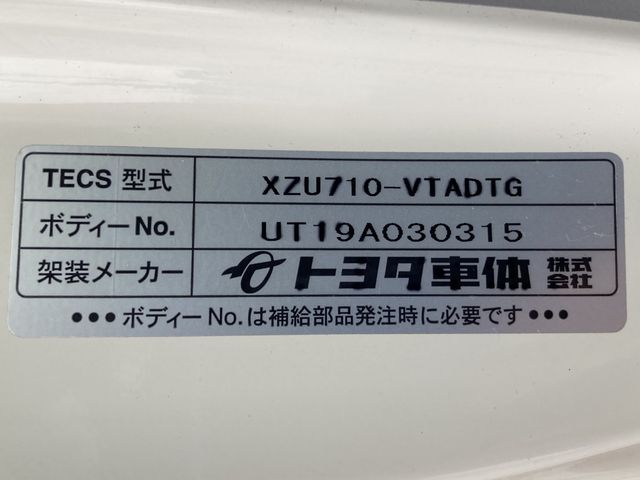 TECS 型式 XZU710-VTADTG
ボディーNo. UT19A030315
架装メーカー トヨタ車体 株式会社
•••ボディーNo.は補給部品発注時に必要です•••